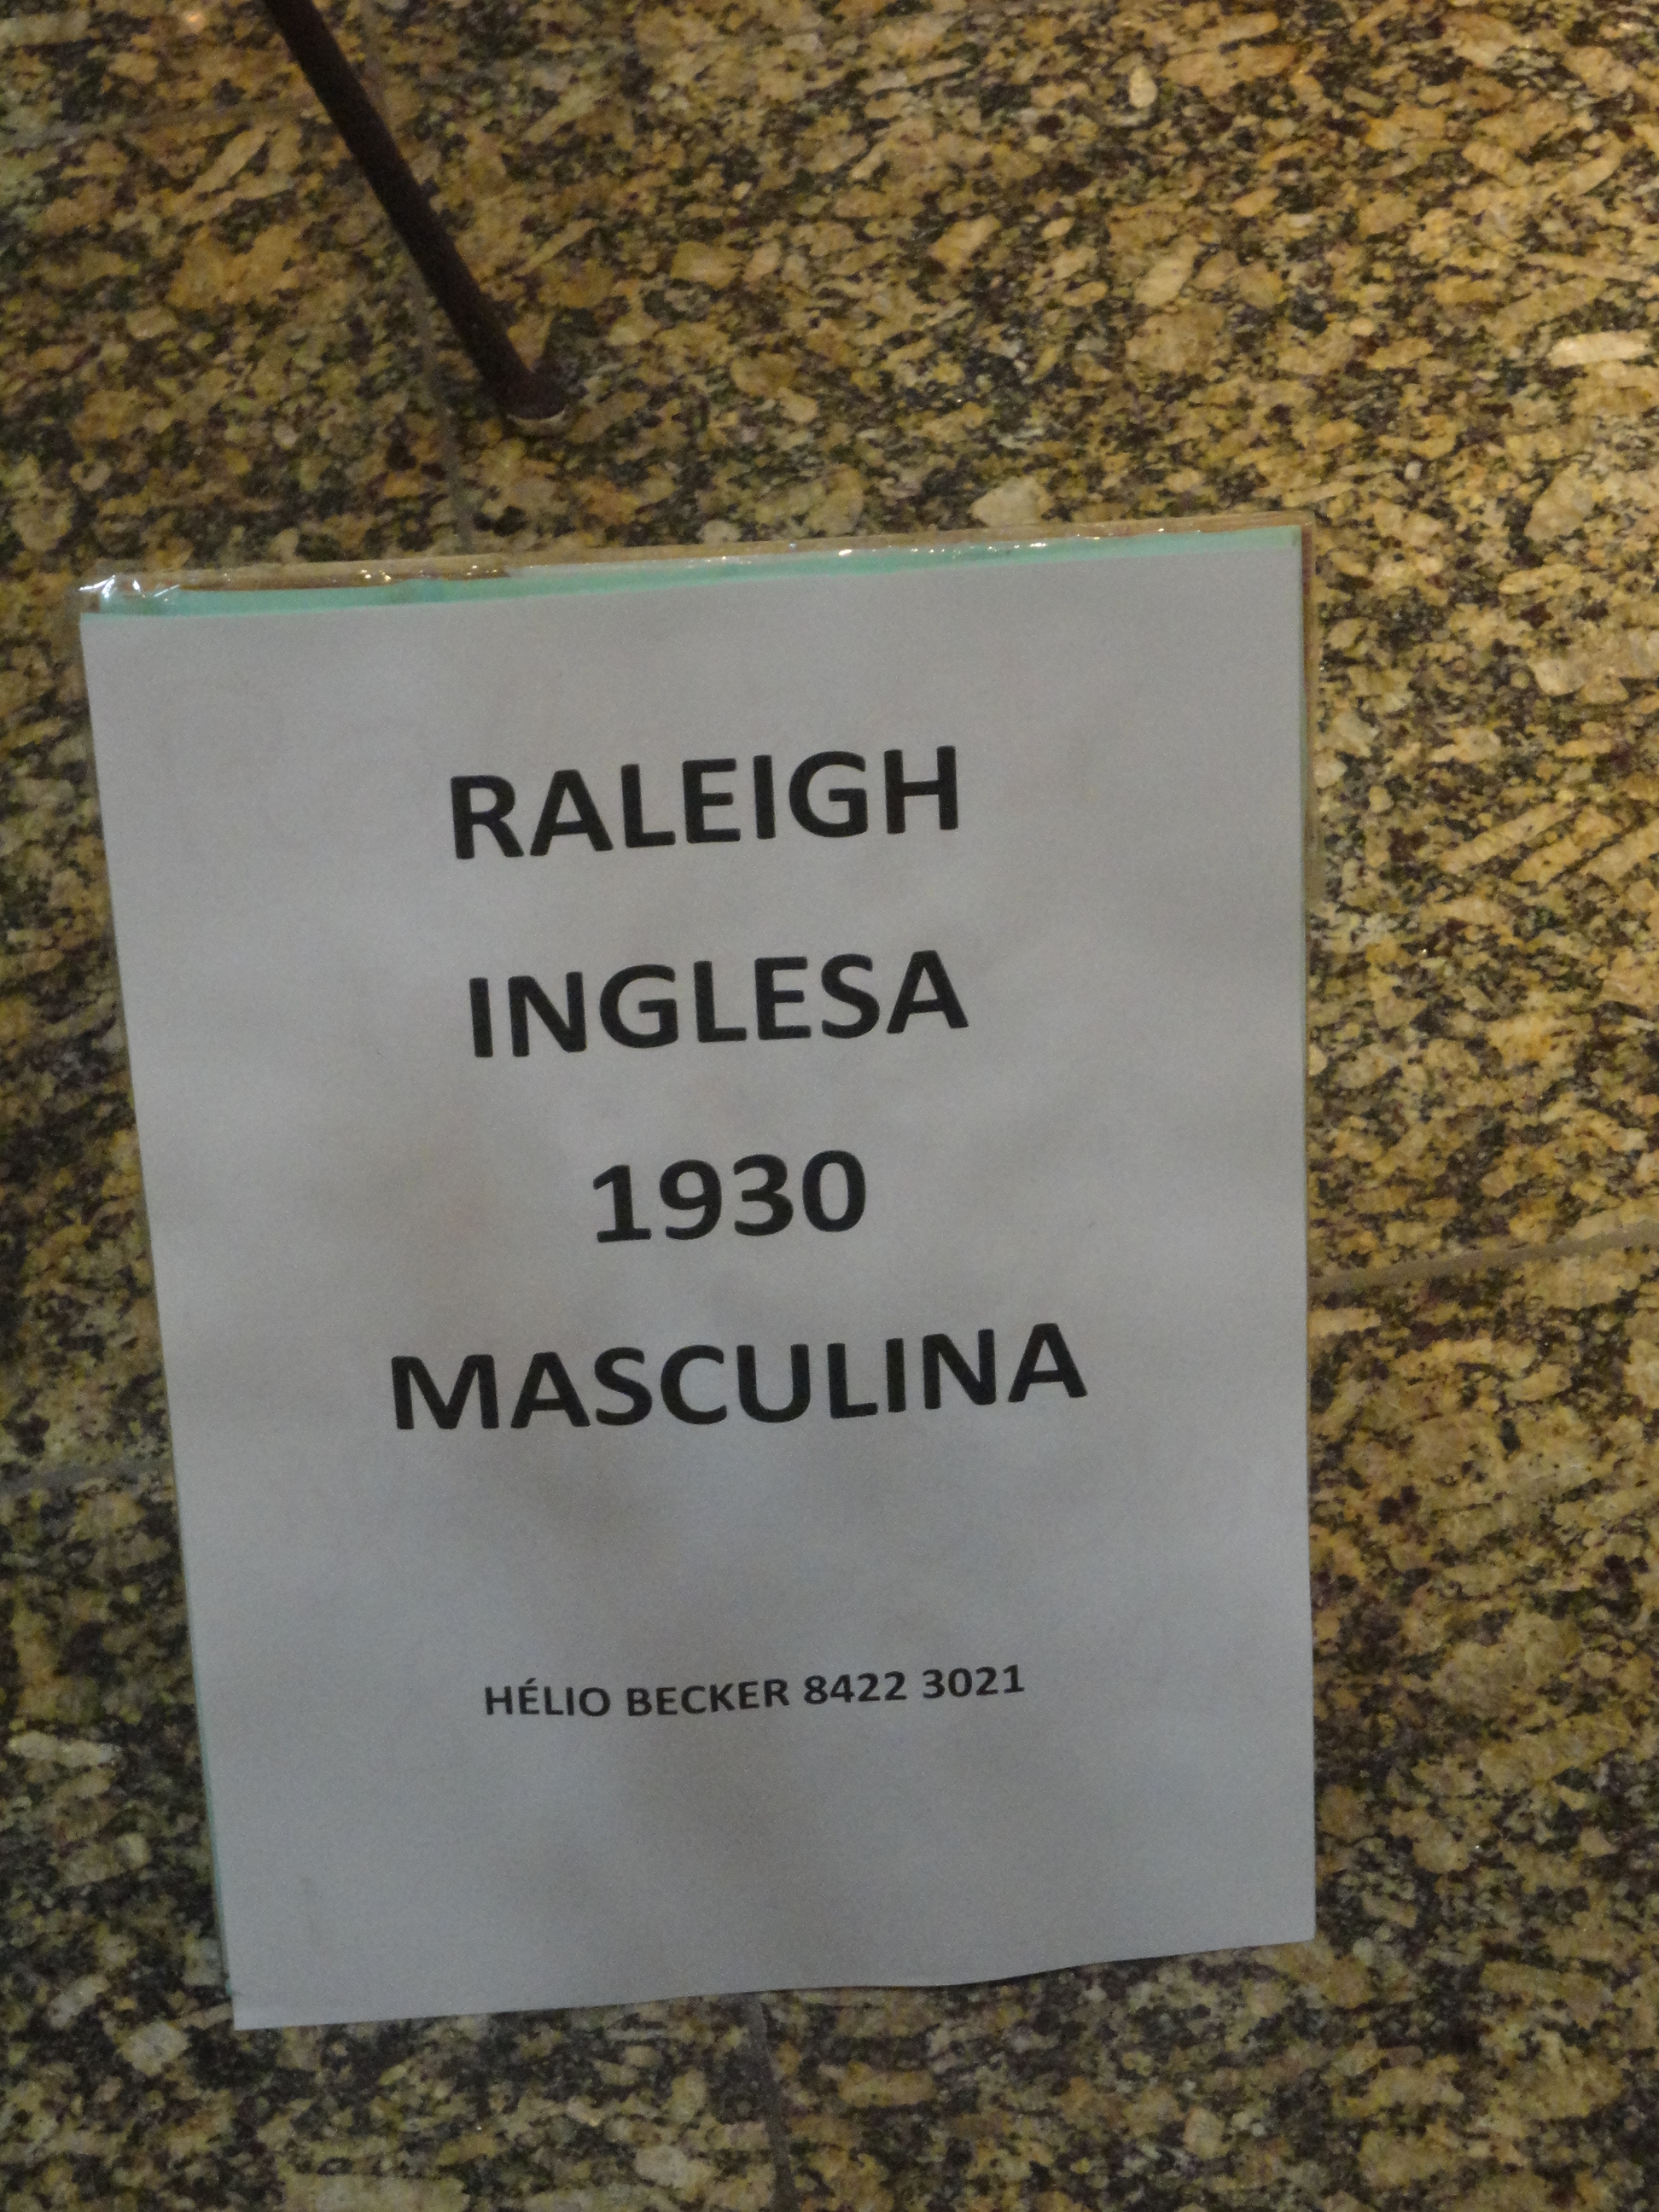 RALEIGH
INGLESA
1930
MASCULINA
HÉLIO BECKER 8422 3021